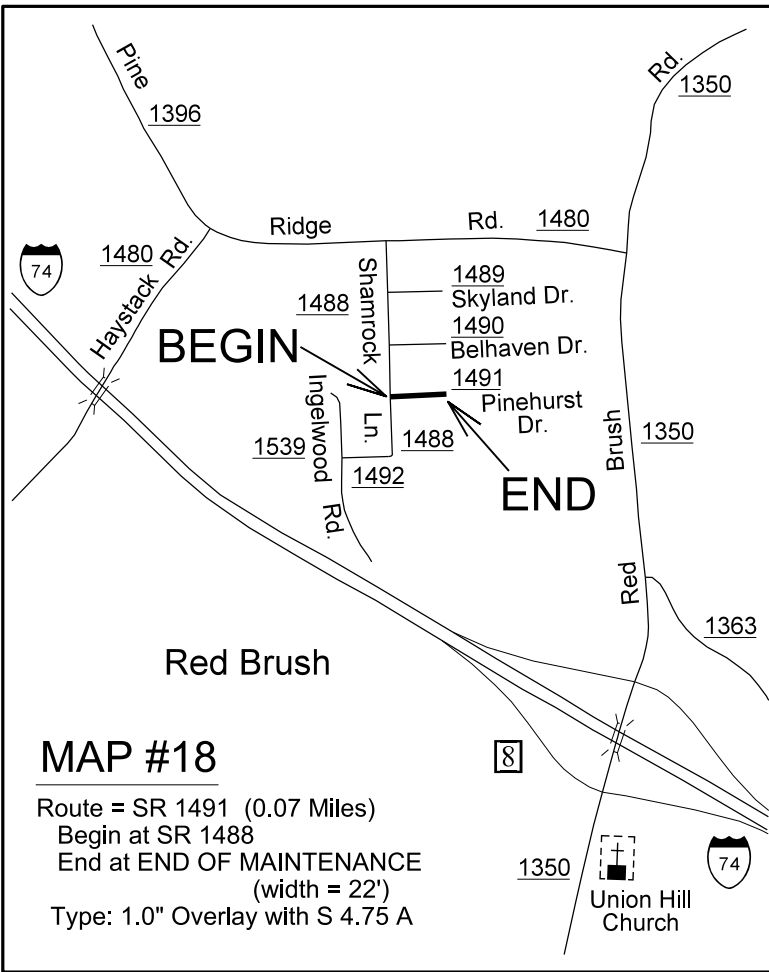 Pine
1396
Rd.
1350
Ridge
Rd.
1480
74
1480
Haystack Rd.
Shamrock Ln.
1488
1489
Skyland Dr.
1490
Belhaven Dr.
BEGIN
1491
Pinehurst
Dr.
Ingelwood Rd.
1539
1488
1492
END
Brush
1350
Red
1363
Red Brush
8
MAP #18
Route = SR 1491 (0.07 Miles)
Begin at SR 1488
End at END OF MAINTENANCE
(width = 22')
Type: 1.0" Overlay with S 4.75 A
1350
74
Union Hill
Church